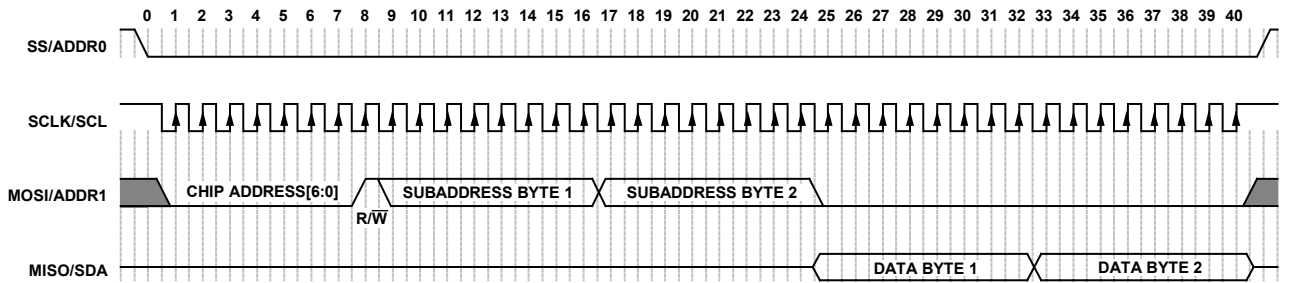 0 1 2 3 4 5 6 7 8 9 10 11 12 13 14 15 16 17 18 19 20 21 22 23 24 25 26 27 28 29 30 31 32 33 34 35 36 37 38 39 40
SS/ADDR0
SCLK/SCL
MOSI/ADDR1 CHIP ADDRESS[6:0] SUBADDRESS BYTE 1 SUBADDRESS BYTE 2
R/W̅
MISO/SDA DATA BYTE 1 DATA BYTE 2